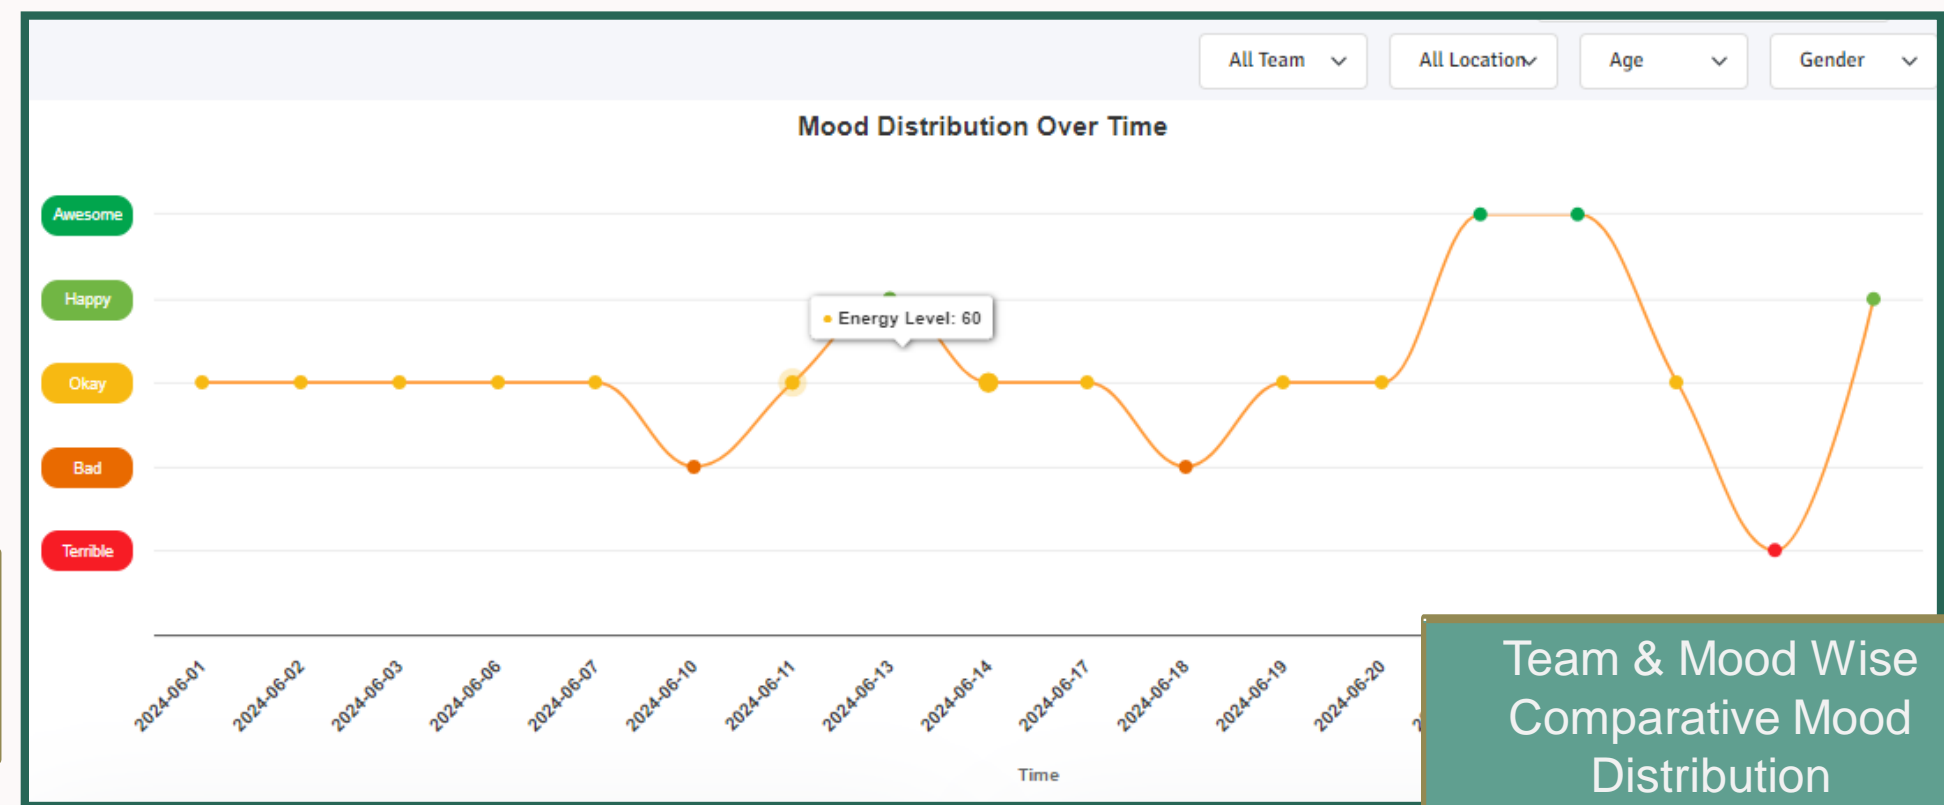 All Team
All Location
Age
Gender
Mood Distribution Over Time
Awesome
Happy
Okay
Bad
Terrible
Energy Level: 60
2024-06-01
2024-06-02
2024-06-03
2024-06-06
2024-06-07
2024-06-10
2024-06-11
2024-06-13
2024-06-14
2024-06-17
2024-06-18
2024-06-19
2024-06-20
Time
Team & Mood Wise
Comparative Mood
Distribution